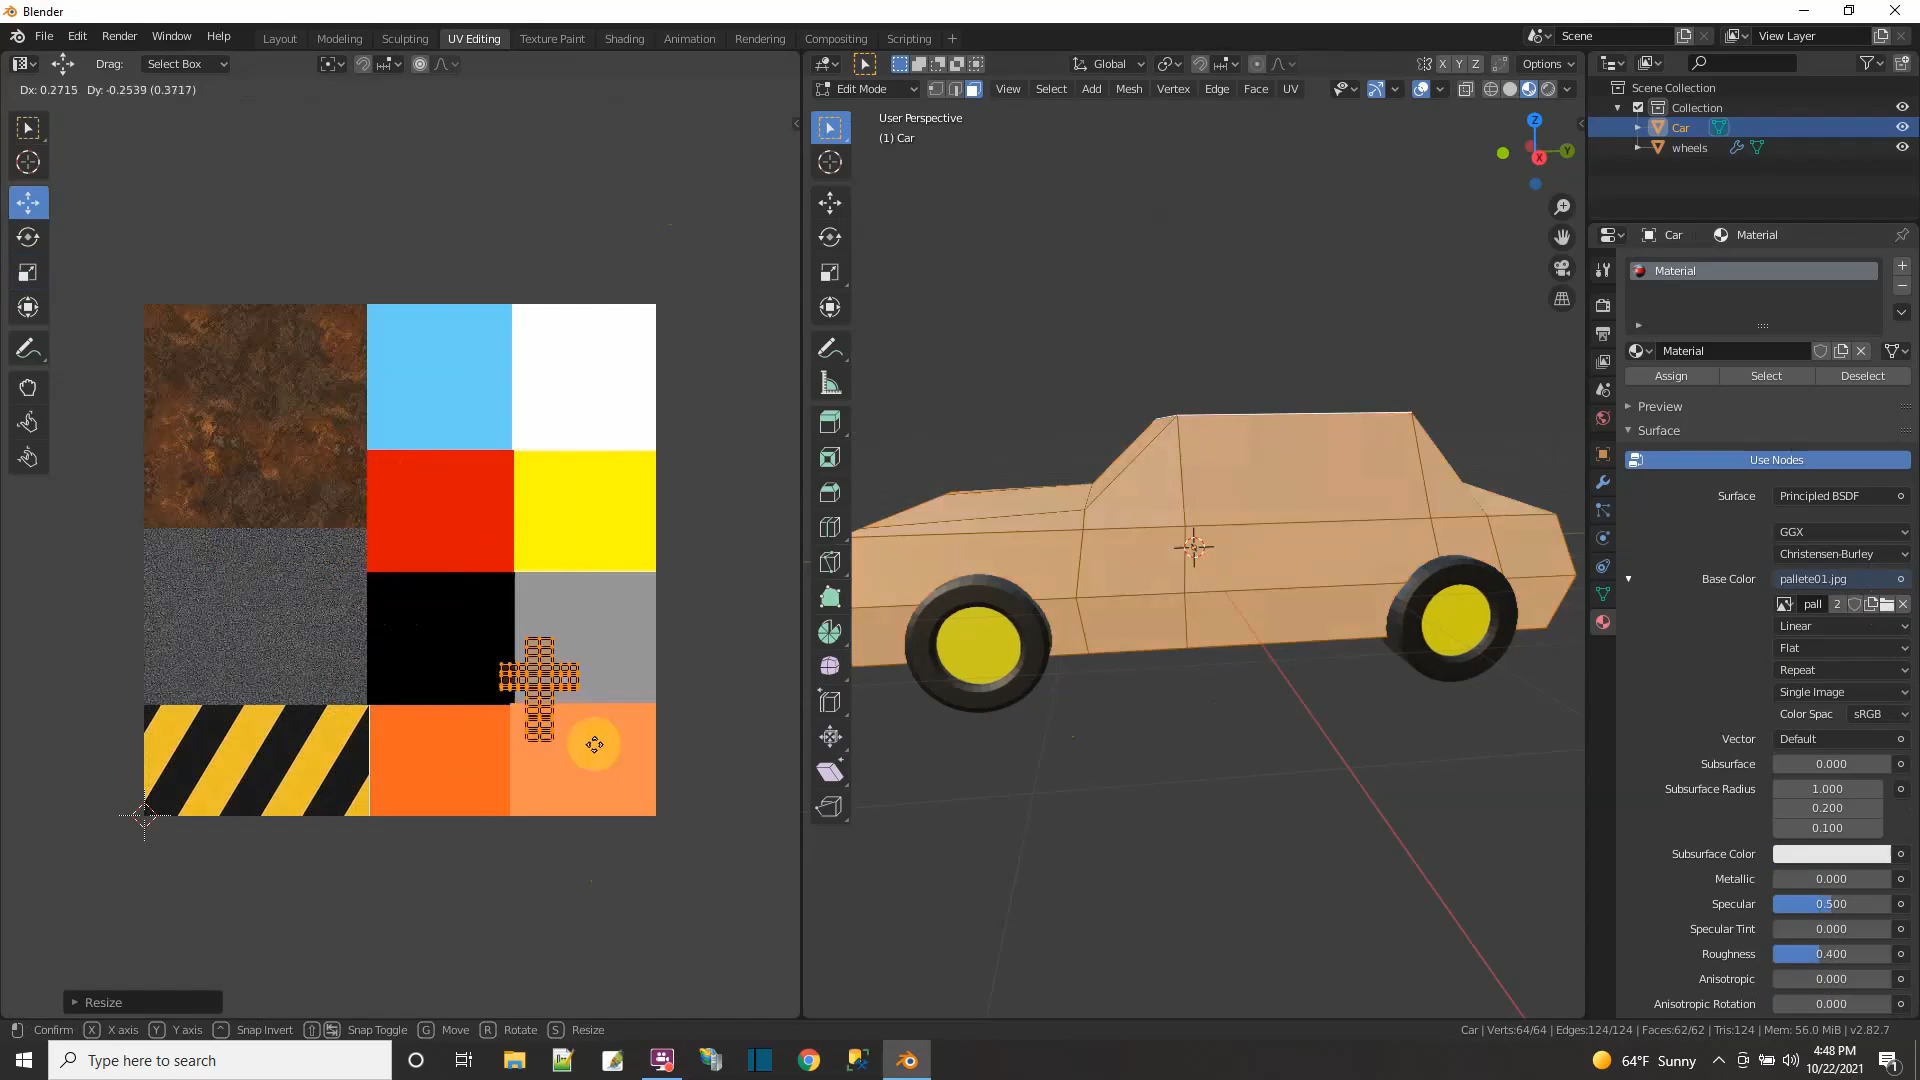 Blender
File Edit Render Window Help Layout Modeling Sculpting UV Editing Texture Paint Shading Animation Rendering Compositing Scripting + Scene View Layer
Drag: Select Box Global X Y Z Options
Dx: 0.2715 Dy: -0.2539 (0.3717)
Edit Mode View Select Add Mesh Vertex Edge Face UV
Scene Collection
Collection
Car
wheels
User Perspective
(1) Car
Z
Y
X
Car Material
Material
Material
Assign Select Deselect
Preview
Surface
Use Nodes
Surface Principled BSDF
GGX
Christensen-Burley
Base Color pallete01.jpg
pall 2
Linear
Flat
Repeat
Single Image
Color Spac sRGB
Vector Default
Subsurface 0.000
Subsurface Radius 1.000
0.200
0.100
Subsurface Color
Metallic 0.000
Specular 0.500
Specular Tint 0.000
Roughness 0.400
Anisotropic 0.000
Anisotropic Rotation 0.000
Resize
Confirm X X axis Y Y axis ^ Snap Invert Snap Toggle G Move R Rotate S Resize
Car | Verts:64/64 | Edges:124/124 | Faces:62/62 | Tris:124 | Mem: 56.0 MiB | v2.82.7
Type here to search
64°F Sunny
4:48 PM
10/22/2021
1